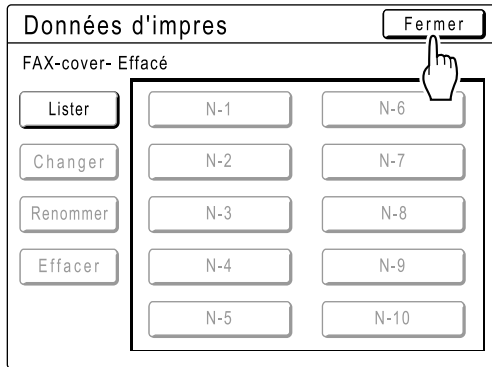 Données d'impres
Fermer
FAX-cover- Effacé
Lister
Changer
Renommer
Effacer
N-1
N-6
N-2
N-7
N-3
N-8
N-4
N-9
N-5
N-10